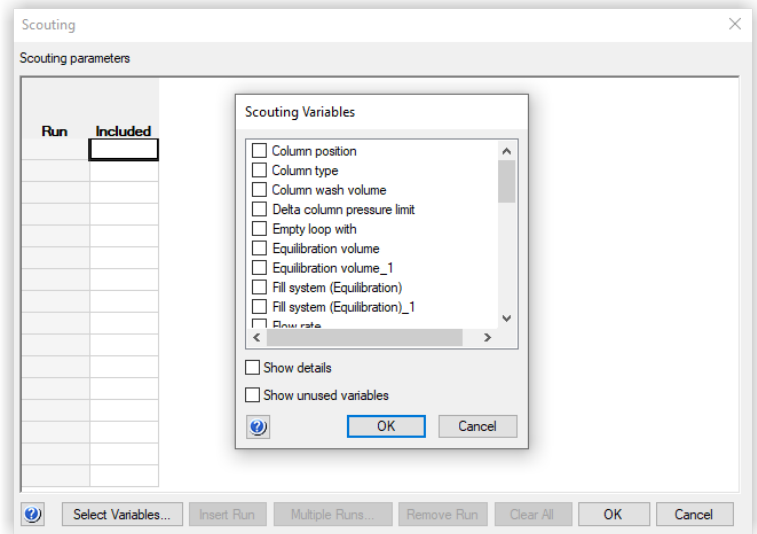 Scouting
Scouting parameters
Run Included
Scouting Variables
Column position
Column type
Column wash volume
Delta column pressure limit
Empty loop with
Equilibration volume
Equilibration volume_1
Fill system (Equilibration)
Fill system (Equilibration)_1
Flow rate
Show details
Show unused variables
OK Cancel
Select Variables... Insert Run Multiple Runs... Remove Run Clear All OK Cancel